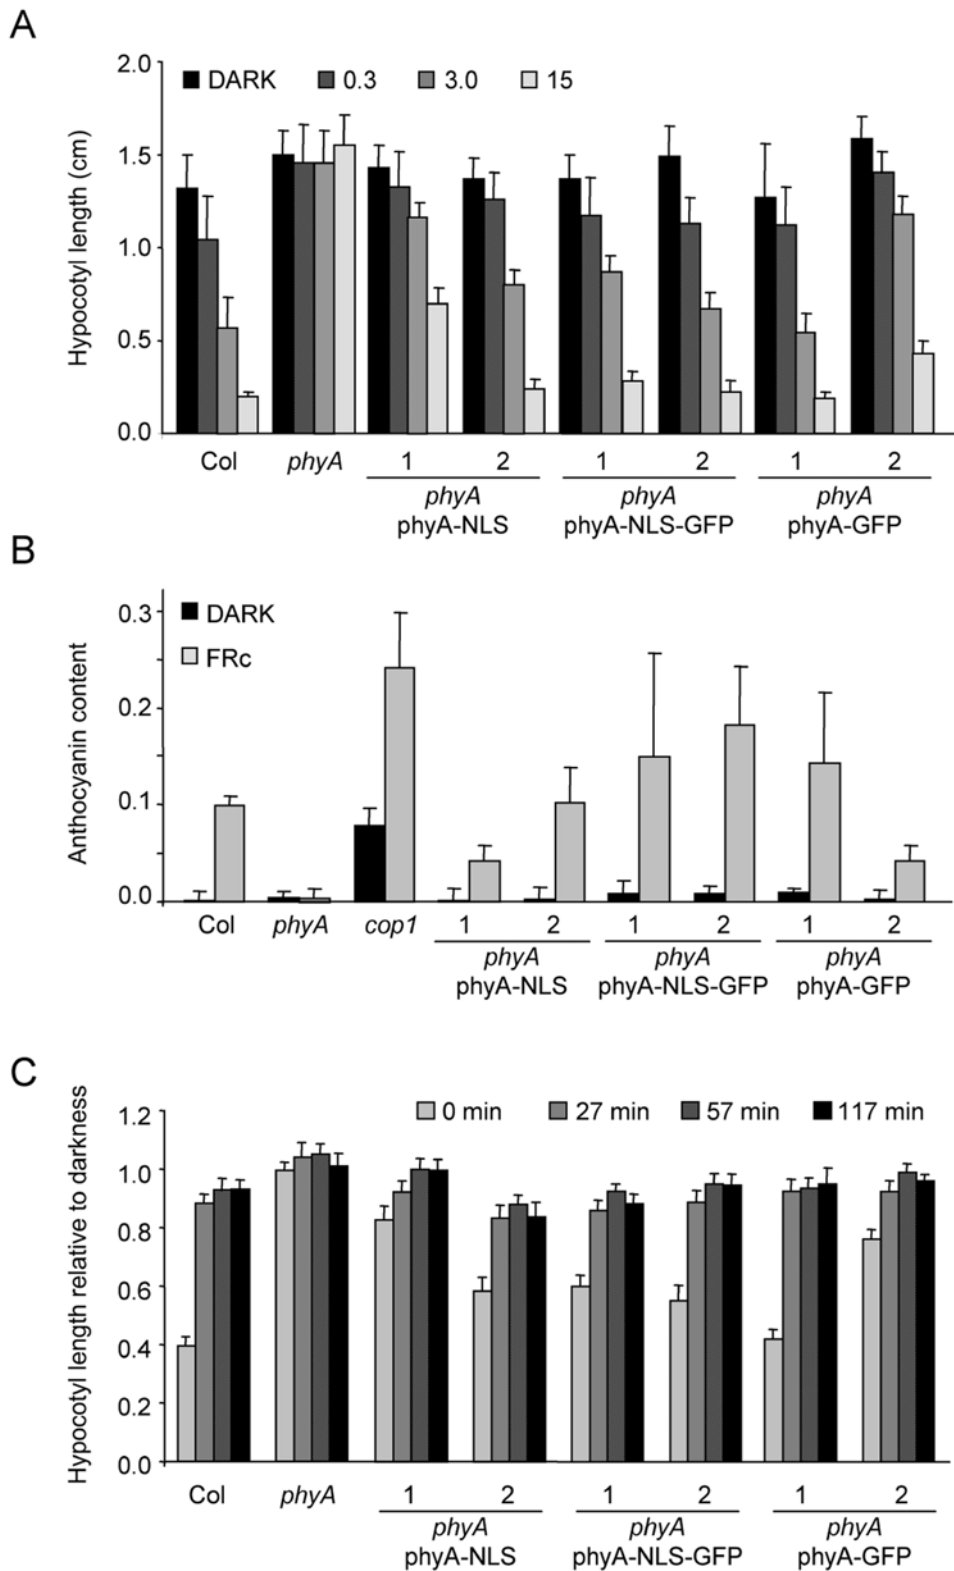 A
2.0
1.5
1.0
0.5
0.0
Hypocotyl length (cm)
DARK 0.3 3.0 15
Col phyA 1 2 1 2 1 2
phyA phyA phyA
phyA-NLS phyA-NLS-GFP phyA-GFP
B
0.3
0.2
0.1
0.0
Anthocyanin content
DARK
FRc
Col phyA cop1 1 2 1 2 1 2
phyA phyA phyA
phyA-NLS phyA-NLS-GFP phyA-GFP
C
1.2
1.0
0.8
0.6
0.4
0.2
0.0
Hypocotyl length relative to darkness
0 min 27 min 57 min 117 min
Col phyA 1 2 1 2 1 2
phyA phyA phyA
phyA-NLS phyA-NLS-GFP phyA-GFP